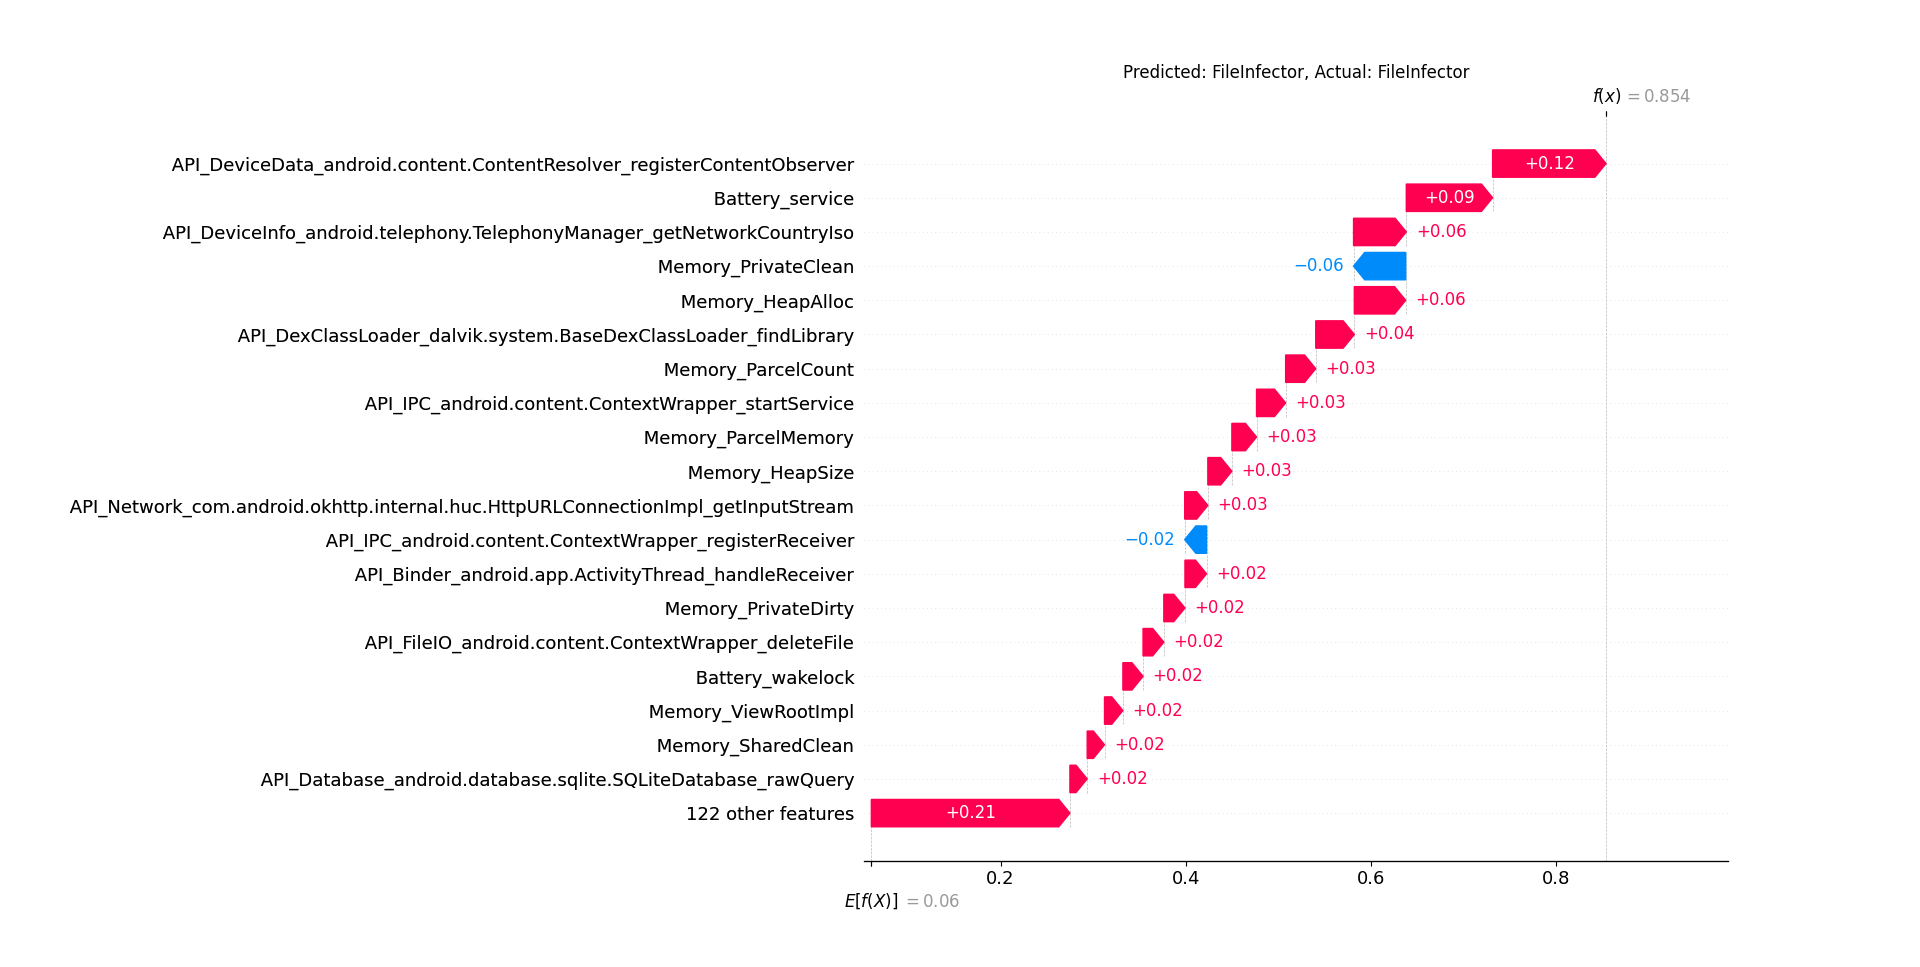 Predicted: FileInfector, Actual: FileInfector
f(x) = 0.854
API_DeviceData_android.content.ContentResolver_registerContentObserver +0.12
Battery_service +0.09
API_DeviceInfo_android.telephony.TelephonyManager_getNetworkCountryIso +0.06
Memory_PrivateClean −0.06
Memory_HeapAlloc +0.06
API_DexClassLoader_dalvik.system.BaseDexClassLoader_findLibrary +0.04
Memory_ParcelCount +0.03
API_IPC_android.content.ContextWrapper_startService +0.03
Memory_ParcelMemory +0.03
Memory_HeapSize +0.03
API_Network_com.android.okhttp.internal.huc.HttpURLConnectionImpl_getInputStream +0.03
API_IPC_android.content.ContextWrapper_registerReceiver −0.02
API_Binder_android.app.ActivityThread_handleReceiver +0.02
Memory_PrivateDirty +0.02
API_FileIO_android.content.ContextWrapper_deleteFile +0.02
Battery_wakelock +0.02
Memory_ViewRootImpl +0.02
Memory_SharedClean +0.02
API_Database_android.database.sqlite.SQLiteDatabase_rawQuery +0.02
122 other features +0.21
0.2 0.4 0.6 0.8
E[f(X)] = 0.06